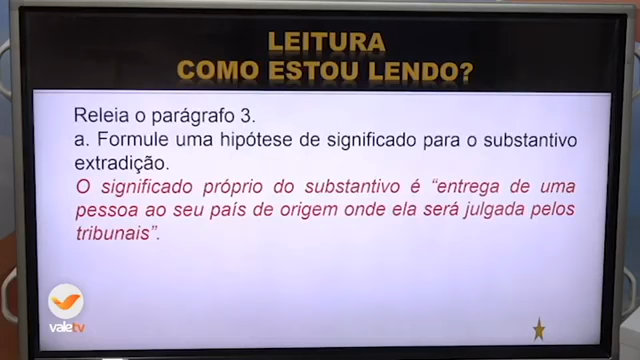 LEITURA
COMO ESTOU LENDO?
Releia o parágrafo 3.
a. Formule uma hipótese de significado para o substantivo
extradição.
O significado próprio do substantivo é “entrega de uma
pessoa ao seu país de origem onde ela será julgada pelos
tribunais”.
valetv